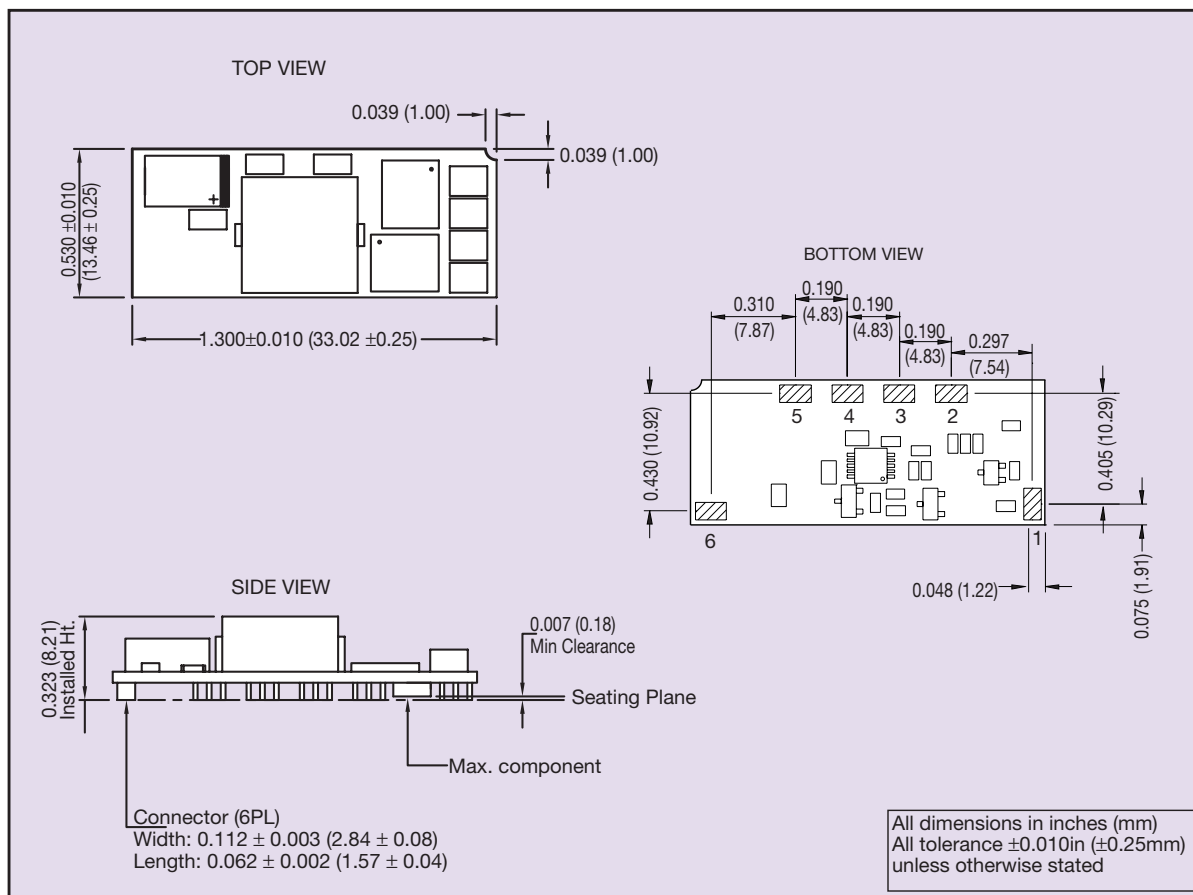 TOP VIEW
0.039 (1.00)
0.039 (1.00)
0.530 ±0.010
(13.46 ± 0.25)
+
1.300±0.010 (33.02 ±0.25)
BOTTOM VIEW
0.190
(4.83)
0.310
(7.87)
0.190
(4.83)
0.190
(4.83)
0.297
(7.54)
5
4
3
2
0.430 (10.92)
0.405 (10.29)
6
1
0.048 (1.22)
0.075 (1.91)
SIDE VIEW
0.323 (8.21)
Installed Ht.
0.007 (0.18)
Min Clearance
Seating Plane
Max. component
Connector (6PL)
Width: 0.112 ± 0.003 (2.84 ± 0.08)
Length: 0.062 ± 0.002 (1.57 ± 0.04)
All dimensions in inches (mm)
All tolerance ±0.010in (±0.25mm)
unless otherwise stated